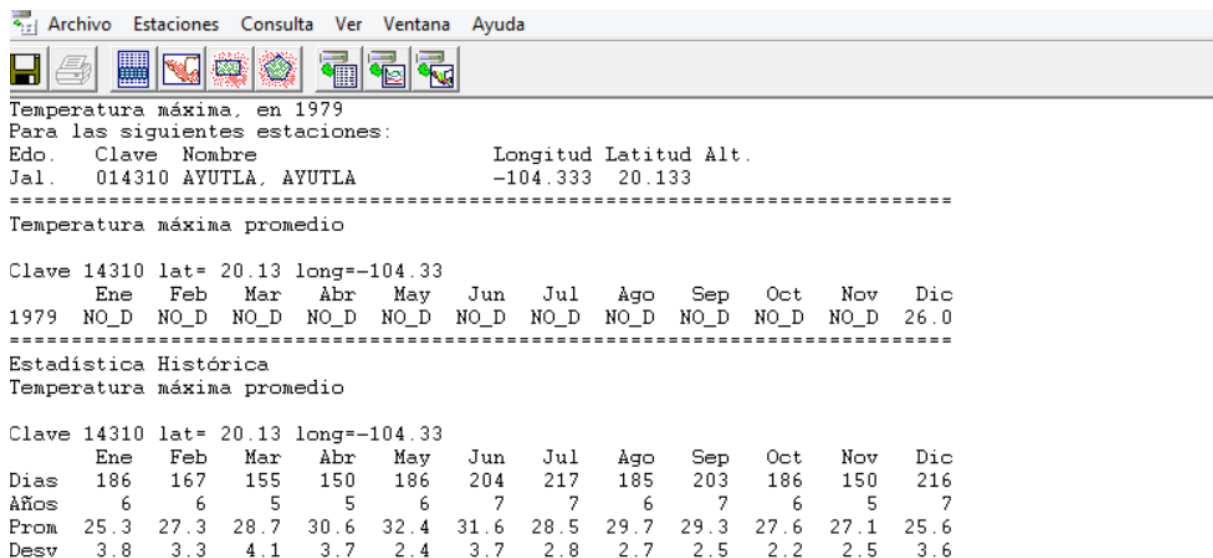 Archivo Estaciones Consulta Ver Ventana Ayuda
Temperatura máxima, en 1979
Para las siguientes estaciones:
Edo. Clave Nombre Longitud Latitud Alt.
Jal. 014310 AYUTLA, AYUTLA -104.333 20.133
==========================================================================
Temperatura máxima promedio
Clave 14310 lat= 20.13 long=-104.33
Ene Feb Mar Abr May Jun Jul Ago Sep Oct Nov Dic
1979 NO_D NO_D NO_D NO_D NO_D NO_D NO_D NO_D NO_D NO_D NO_D 26.0
==========================================================================
Estadística Histórica
Temperatura máxima promedio
Clave 14310 lat= 20.13 long=-104.33
Ene Feb Mar Abr May Jun Jul Ago Sep Oct Nov Dic
Dias 186 167 155 150 186 204 217 185 203 186 150 216
Años 6 6 5 5 6 7 7 6 7 6 5 7
Prom 25.3 27.3 28.7 30.6 32.4 31.6 28.5 29.7 29.3 27.6 27.1 25.6
Desv 3.8 3.3 4.1 3.7 2.4 3.7 2.8 2.7 2.5 2.2 2.5 3.6